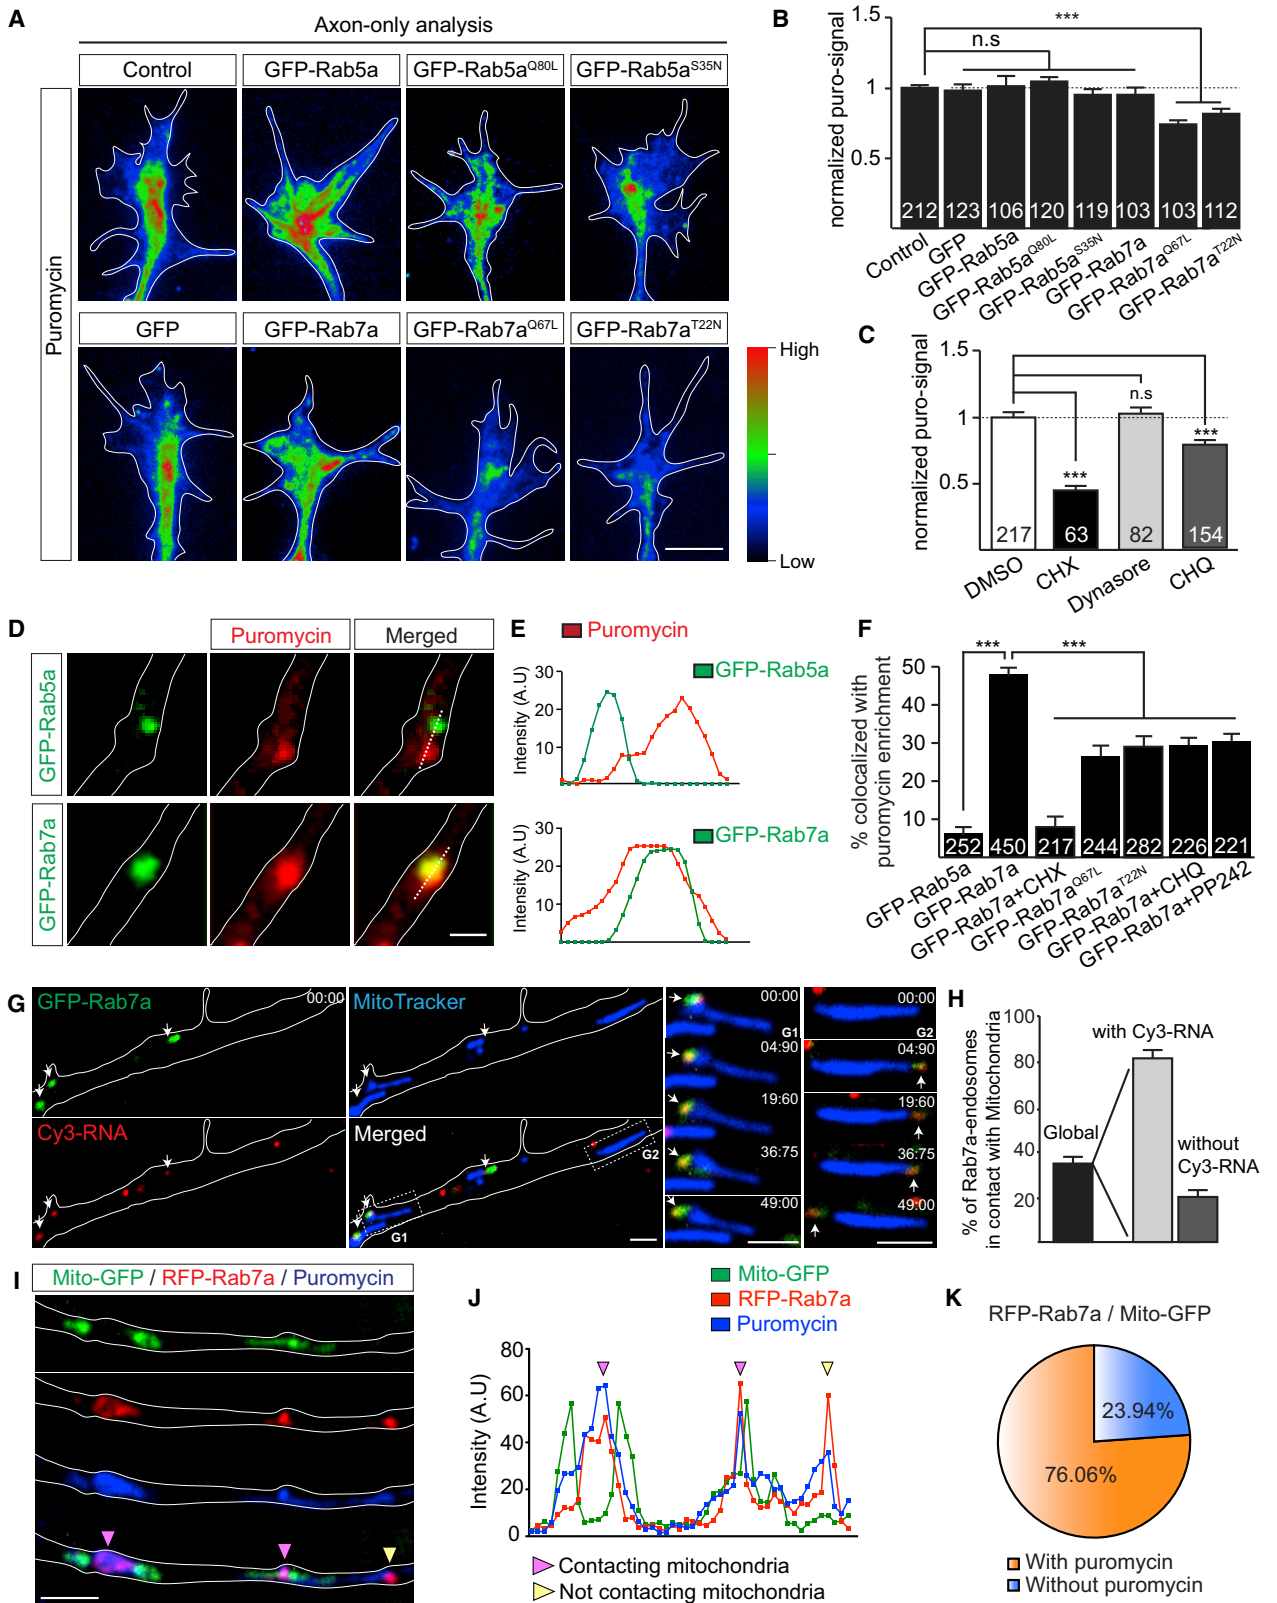 A
Axon-only analysis
Control
GFP-Rab5a
GFP-Rab5aQ80L
GFP-Rab5aS35N
Puromycin
GFP
GFP-Rab7a
GFP-Rab7aQ67L
GFP-Rab7aT22N
High
Low
B
normalized puro-signal
1.5
1
0.5
n.s
***
212
123
106
120
119
103
103
112
Control
GFP
GFP-Rab5a
GFP-Rab5aQ80L
GFP-Rab5aS35N
GFP-Rab7a
GFP-Rab7aQ67L
GFP-Rab7aT22N
C
normalized puro-signal
1.5
1
0.5
***
n.s
***
217
63
82
154
DMSO
CHX
Dynasore
CHQ
D
Puromycin
Merged
GFP-Rab5a
GFP-Rab7a
E
Puromycin
GFP-Rab5a
Intensity (A.U)
30
20
10
GFP-Rab7a
Intensity (A.U)
30
20
10
F
% colocalized with
puromycin enrichment
50
40
30
20
10
***
***
252
450
217
244
282
226
221
GFP-Rab5a
GFP-Rab7a
GFP-Rab7a+CHX
GFP-Rab7aQ67L
GFP-Rab7aT22N
GFP-Rab7a+CHQ
GFP-Rab7a+PP242
G
GFP-Rab7a
00:00
MitoTracker
Cy3-RNA
Merged
G1
G2
00:00
G1
04:90
19:60
36:75
49:00
00:00
G2
04:90
19:60
36:75
49:00
H
% of Rab7a-endosomes
in contact with Mitochondria
100
80
60
40
20
Global
with Cy3-RNA
without
Cy3-RNA
I
Mito-GFP / RFP-Rab7a / Puromycin
J
Mito-GFP
RFP-Rab7a
Puromycin
Intensity (A.U)
80
60
40
20
0
Contacting mitochondria
Not contacting mitochondria
K
RFP-Rab7a / Mito-GFP
23.94%
76.06%
With puromycin
Without puromycin